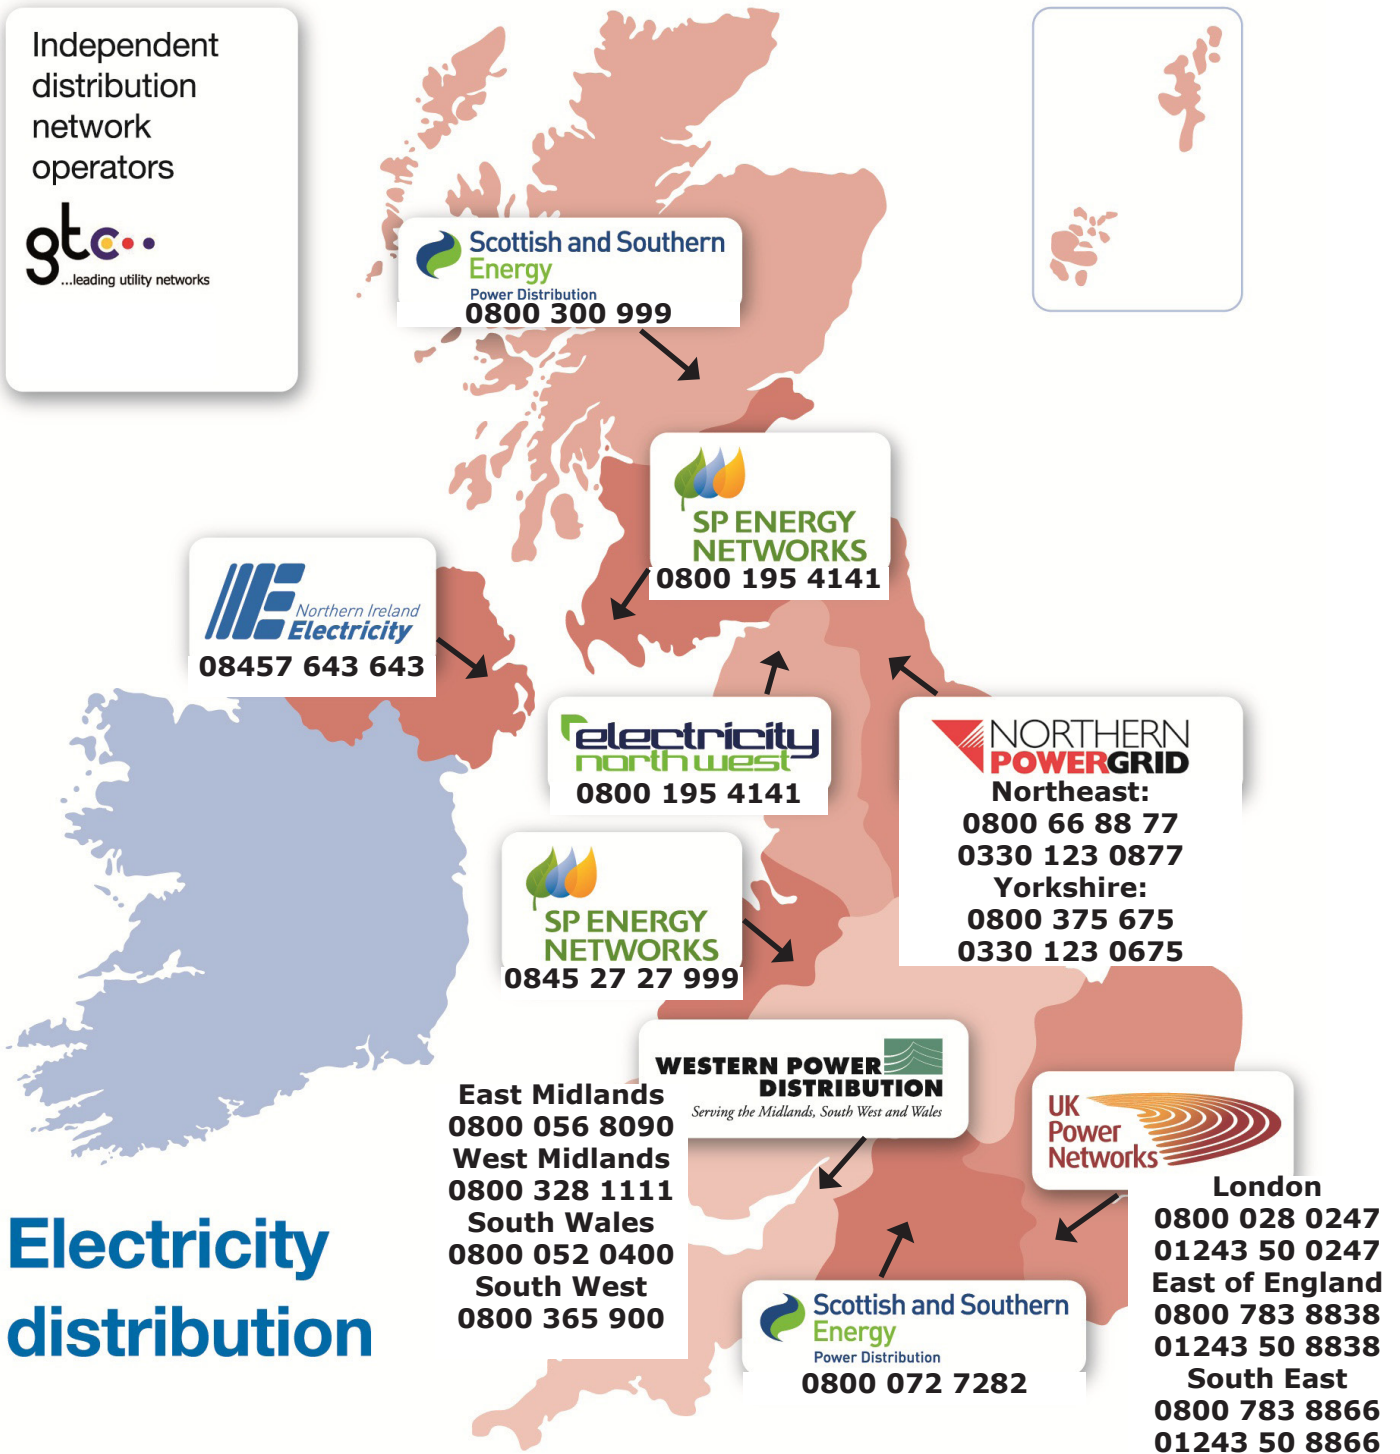 Independent
distribution
network
operators
gtc
...leading utility networks
Scottish and Southern
Energy
Power Distribution
0800 300 999
SP ENERGY
NETWORKS
0800 195 4141
Northern Ireland
Electricity
08457 643 643
electricity
north west
0800 195 4141
NORTHERN
POWERGRID
Northeast:
0800 66 88 77
0330 123 0877
Yorkshire:
0800 375 675
0330 123 0675
SP ENERGY
NETWORKS
0845 27 27 999
WESTERN POWER
DISTRIBUTION
Serving the Midlands, South West and Wales
East Midlands
0800 056 8090
West Midlands
0800 328 1111
South Wales
0800 052 0400
South West
0800 365 900
UK
Power
Networks
London
0800 028 0247
01243 50 0247
East of England
0800 783 8838
01243 50 8838
South East
0800 783 8866
01243 50 8866
Scottish and Southern
Energy
Power Distribution
0800 072 7282
Electricity
distribution